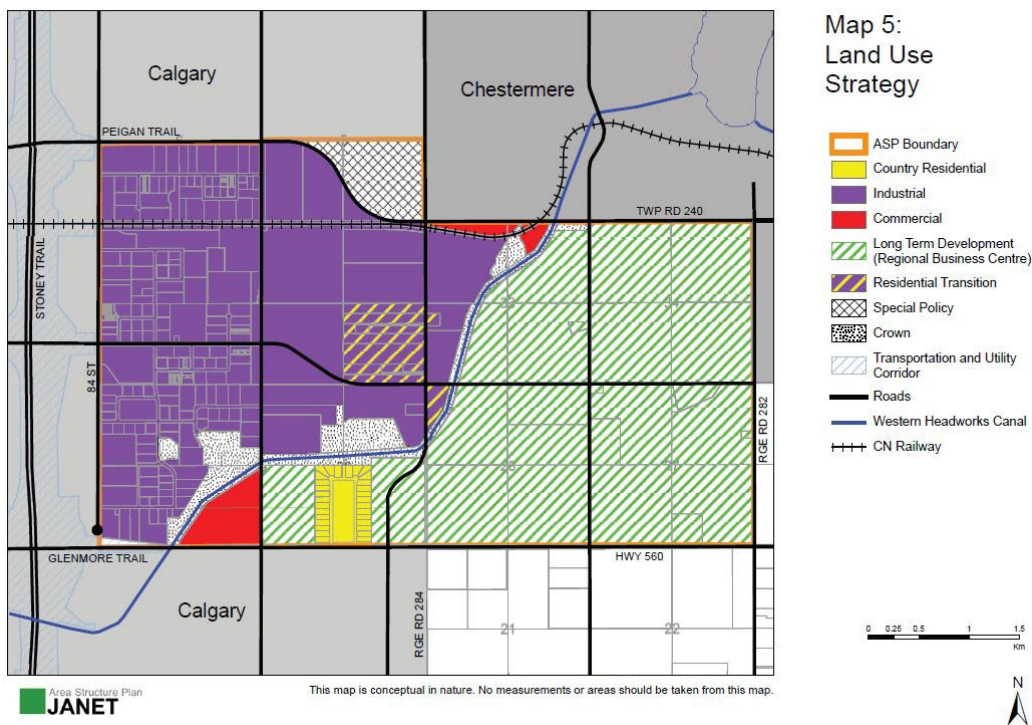 Map 5:
Land Use
Strategy
Calgary
Chestermere
PEIGAN TRAIL
TWP RD 240
STONEY TRAIL
84 ST
33
34
28
27
RGE RD 282
GLENMORE TRAIL
HWY 560
Calgary
RGE RD 284
21
22
ASP Boundary
Country Residential
Industrial
Commercial
Long Term Development
(Regional Business Centre)
Residential Transition
Special Policy
Crown
Transportation and Utility
Corridor
Roads
Western Headworks Canal
CN Railway
0 0.25 0.5 1 1.5
Km
N
Area Structure Plan
JANET
This map is conceptual in nature. No measurements or areas should be taken from this map.